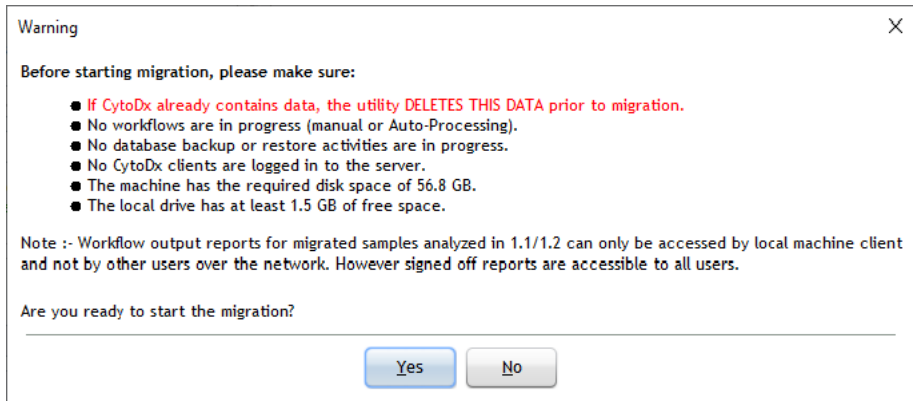 Warning
Before starting migration, please make sure:
● If CytoDx already contains data, the utility DELETES THIS DATA prior to migration.
● No workflows are in progress (manual or Auto-Processing).
● No database backup or restore activities are in progress.
● No CytoDx clients are logged in to the server.
● The machine has the required disk space of 56.8 GB.
● The local drive has at least 1.5 GB of free space.
Note :- Workflow output reports for migrated samples analyzed in 1.1/1.2 can only be accessed by local machine client
and not by other users over the network. However signed off reports are accessible to all users.
Are you ready to start the migration?
Yes No